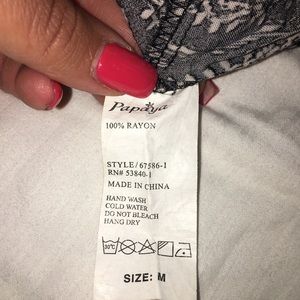 Papaya
100% RAYON
STYLE/67586-1
RN# 53840-1
MADE IN CHINA
HAND WASH
COLD WATER
DO NOT BLEACH
HANG DRY
30°C
SIZE: M